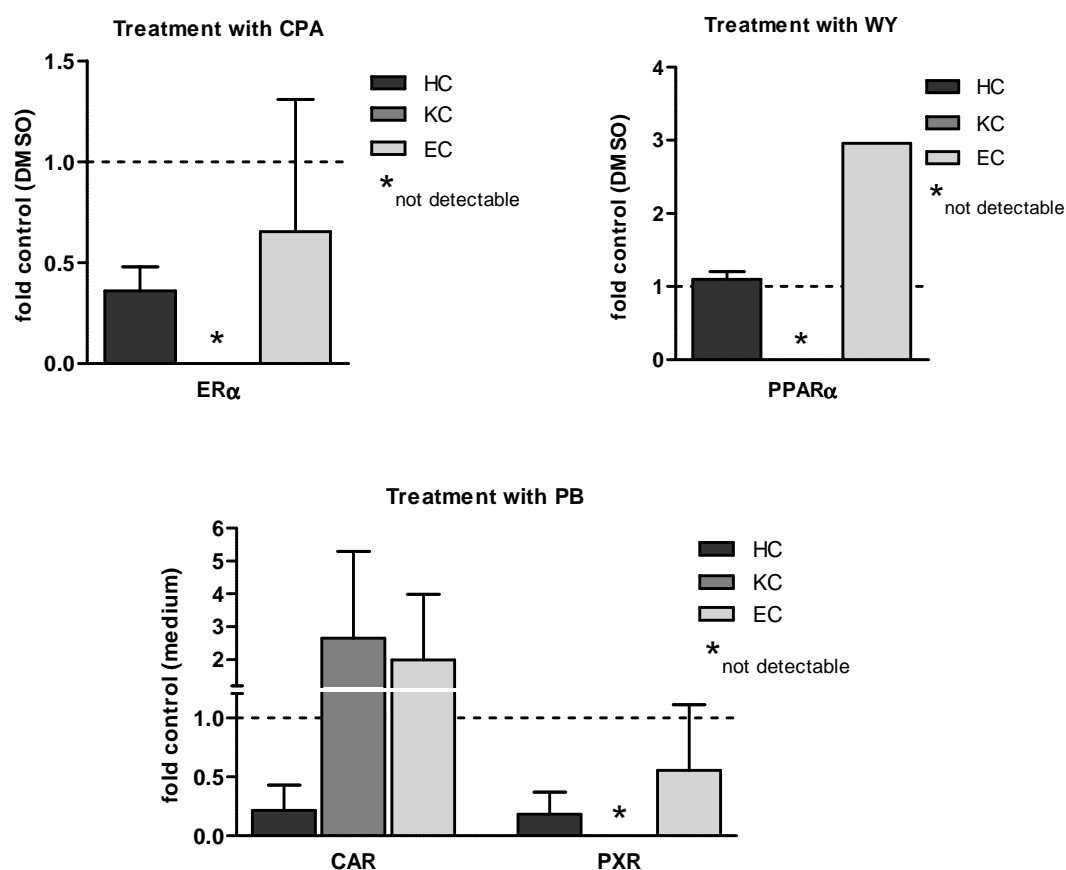 Treatment with CPA
fold control (DMSO)
1.5
1.0
0.5
0.0
*
ERα
HC
KC
EC
* not detectable
Treatment with WY
fold control (DMSO)
4
3
2
1
0
*
PPARα
HC
KC
EC
* not detectable
Treatment with PB
fold control (medium)
6
5
4
3
2
1.0
0.5
0.0
*
CAR
PXR
HC
KC
EC
* not detectable